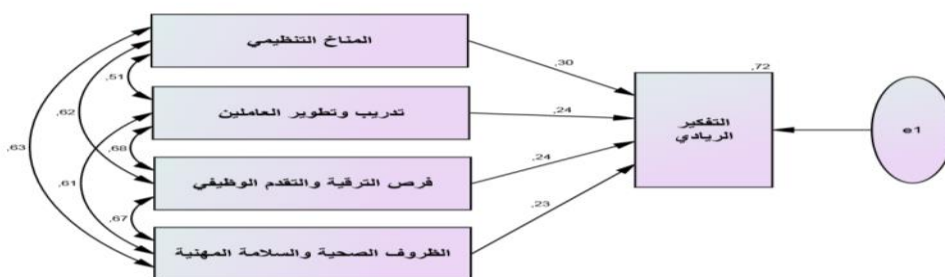 المناخ التنظيمي
,30
,72
,51
,62
تدريب وتطوير العاملين
,24
التفكير
الريادي
e1
,63
,68
,61
فرص الترقية والتقدم الوظيفي
,24
,67
,23
الظروف الصحية والسلامة المهنية